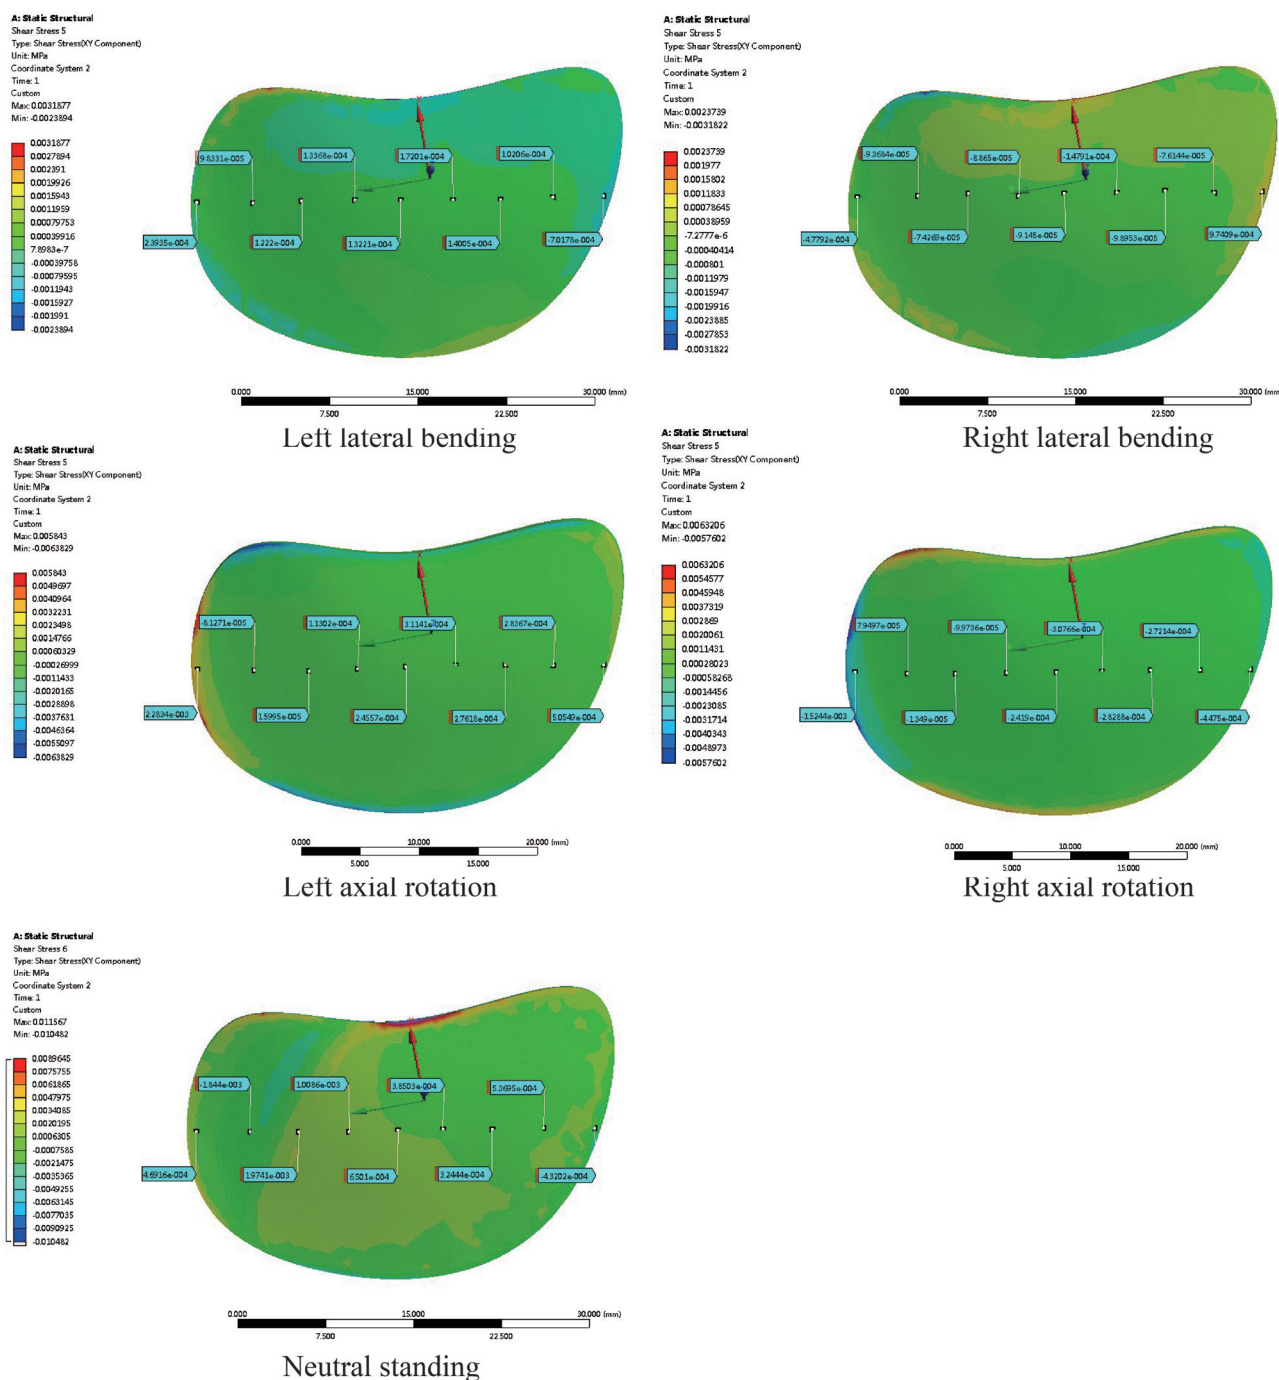 A: Static Structural
Shear Stress 5
Type: Shear Stress(XY Component)
Unit: MPa
Coordinate System 2
Time: 1
Custom
Max: 0.0031877
Min: -0.0023894
0.0031877
0.0027894
0.002391
0.0019926
0.0015943
0.0011959
0.00079753
0.00039916
7.8983e-7
-0.00039758
-0.00079595
-0.0011943
-0.0015927
-0.001991
-0.0023894
9.8331e-005
1.3368e-004
1.7201e-004
1.0206e-004
2.3935e-004
1.222e-004
1.3221e-004
1.4005e-004
-7.0178e-004
0.000
15.000
30.000 (mm)
7.500
22.500
Left lateral bending
A: Static Structural
Shear Stress 5
Type: Shear Stress(XY Component)
Unit: MPa
Coordinate System 2
Time: 1
Custom
Max: 0.0023739
Min: -0.0031822
0.0023739
0.001977
0.0015802
0.0011833
0.00078645
0.00038959
-7.2777e-6
-0.00040414
-0.000801
-0.0011979
-0.0015947
-0.0019916
-0.0023885
-0.0027853
-0.0031822
-9.3684e-005
-8.865e-005
-1.4791e-004
-7.6144e-005
-4.7792e-004
-7.4269e-005
-9.145e-005
-9.8953e-005
9.7409e-004
0.000
15.000
30.000 (mm)
7.500
22.500
Right lateral bending
A: Static Structural
Shear Stress 5
Type: Shear Stress(XY Component)
Unit: MPa
Coordinate System 2
Time: 1
Custom
Max: 0.005843
Min: -0.0063829
0.005843
0.0049697
0.0040964
0.0032231
0.0023498
0.0014766
0.00060329
-0.00026999
-0.0011433
-0.0020165
-0.0028898
-0.0037631
-0.0046364
-0.0055097
-0.0063829
-8.1271e-005
1.1302e-004
3.1141e-004
2.8367e-004
2.2834e-003
1.5995e-005
2.4557e-004
2.7618e-004
5.0549e-004
0.000
10.000
20.000 (mm)
5.000
15.000
Left axial rotation
A: Static Structural
Shear Stress 5
Type: Shear Stress(XY Component)
Unit: MPa
Coordinate System 2
Time: 1
Custom
Max: 0.0063206
Min: -0.0057602
0.0063206
0.0054577
0.0045948
0.0037319
0.002869
0.0020061
0.0011431
0.00028023
-0.00058268
-0.0014456
-0.0023085
-0.0031714
-0.0040343
-0.0048973
-0.0057602
7.9497e-005
-9.9736e-005
-3.0766e-004
-2.7214e-004
-1.5244e-003
-1.349e-005
-2.419e-004
-2.8288e-004
-4.475e-004
0.000
10.000
20.000 (mm)
5.000
15.000
Right axial rotation
A: Static Structural
Shear Stress 6
Type: Shear Stress(XY Component)
Unit: MPa
Coordinate System 2
Time: 1
Custom
Max: 0.011567
Min: -0.010482
0.0089645
0.0075755
0.0061865
0.0047975
0.0034085
0.0020195
0.0006305
-0.0007585
-0.0021475
-0.0035365
-0.0049255
-0.0063145
-0.0077035
-0.0090925
-0.010482
-1.844e-003
1.0086e-003
3.8503e-004
5.3695e-004
4.6916e-004
1.9741e-003
6.501e-004
3.2444e-004
-4.3202e-004
0.000
15.000
30.000 (mm)
7.500
22.500
Neutral standing